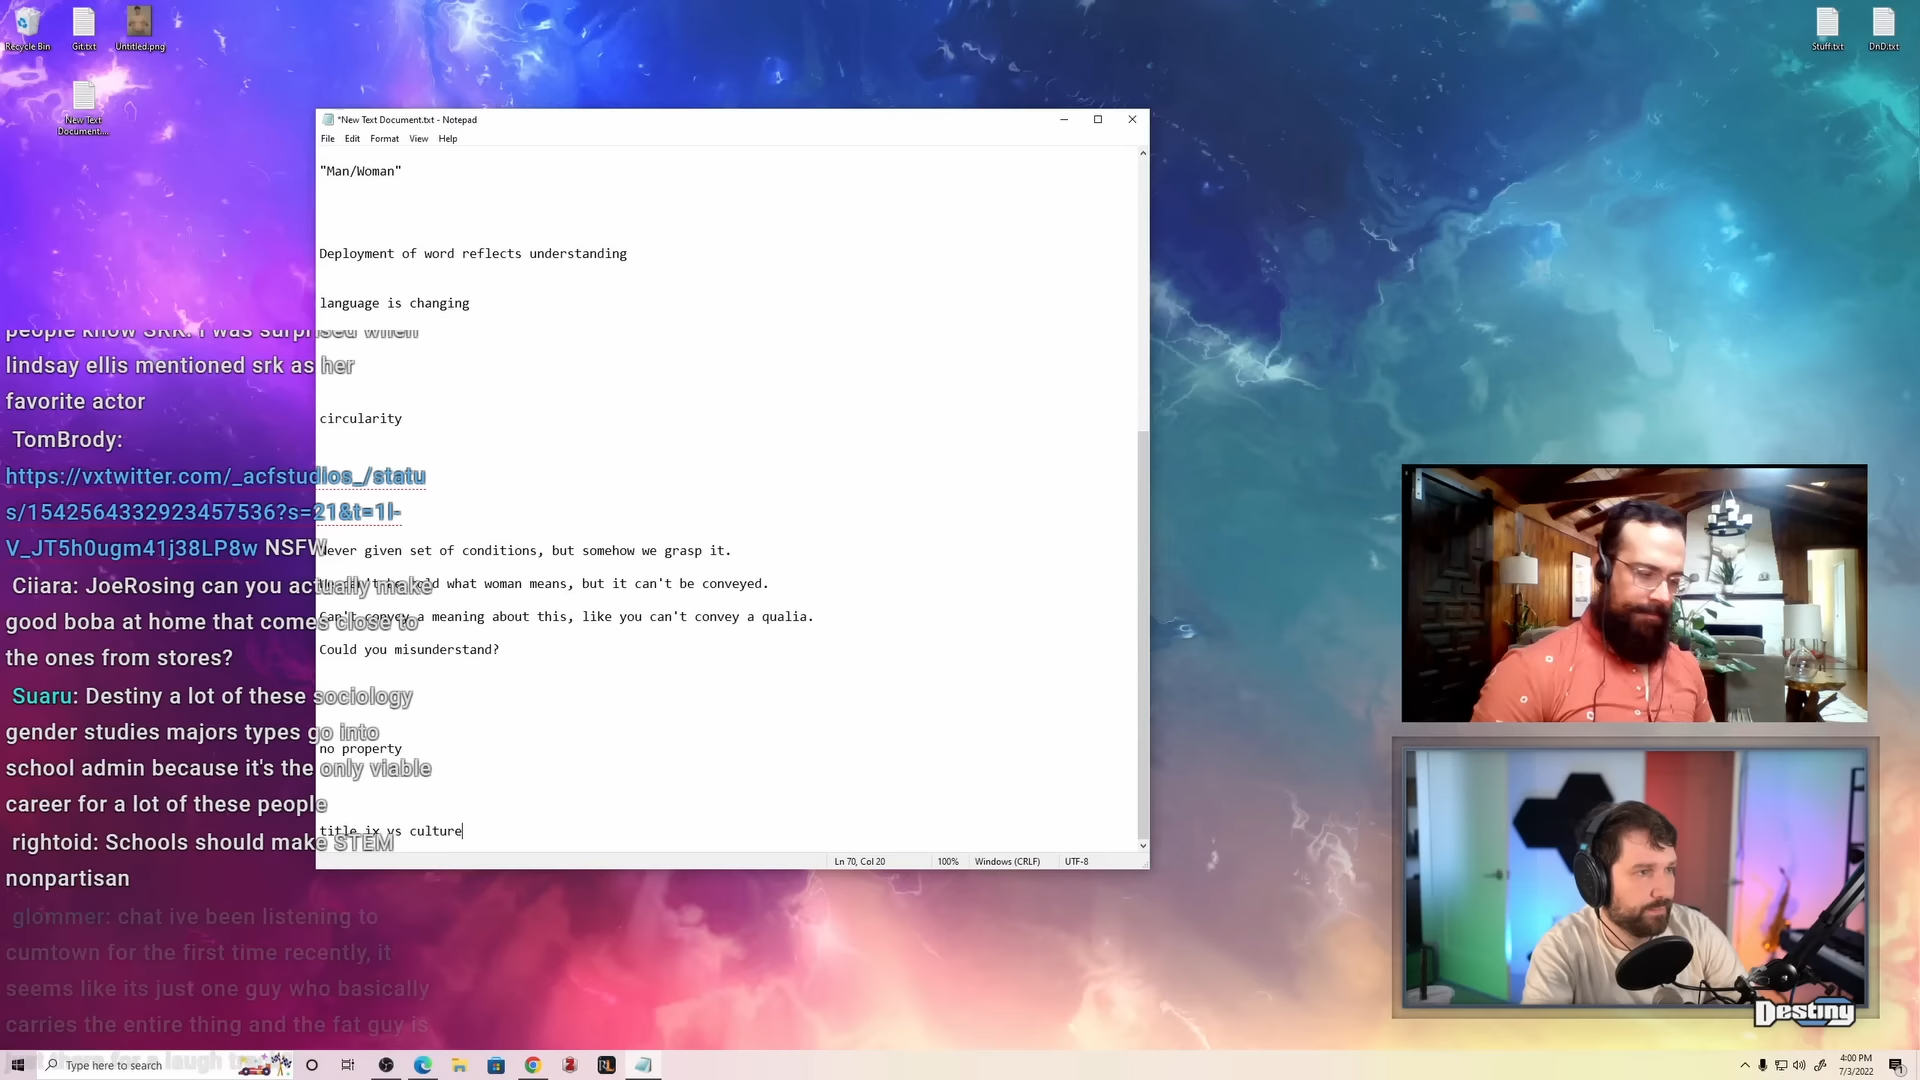 Recycle Bin
Git.txt
Untitled.png
New Text
Document....
Stuff.txt
DnD.txt
*New Text Document.txt - Notepad
File Edit Format View Help
"Man/Woman"
Deployment of word reflects understanding
language is changing
circularity
never given set of conditions, but somehow we grasp it.
what woman means, but it can't be conveyed.
Can't convey a meaning about this, like you can't convey a qualia.
Could you misunderstand?
no property
title ix vs culture
Ln 70, Col 20
100%
Windows (CRLF)
UTF-8
people know SRK. I was surprised when
lindsay ellis mentioned srk as her
favorite actor
TomBrody:
https://vxtwitter.com/_acfstudios_/statu
s/1542564332923457536?s=21&t=1l-
V_JT5h0ugm41j38LP8w NSFW
Ciiara: JoeRosing can you actually make
good boba at home that comes close to
the ones from stores?
Suaru: Destiny a lot of these sociology
gender studies majors types go into
school admin because it's the only viable
career for a lot of these people
rightoid: Schools should make STEM
nonpartisan
glommer: chat ive been listening to
cumtown for the first time recently, it
seems like its just one guy who basically
carries the entire thing and the fat guy is
Destiny
Type here to search
4:00 PM
7/3/2022